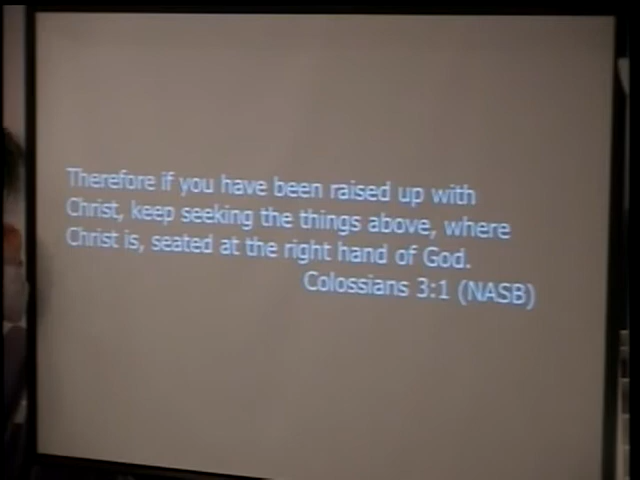 Therefore if you have been raised up with
Christ, keep seeking the things above, where
Christ is, seated at the right hand of God.
Colossians 3:1 (NASB)